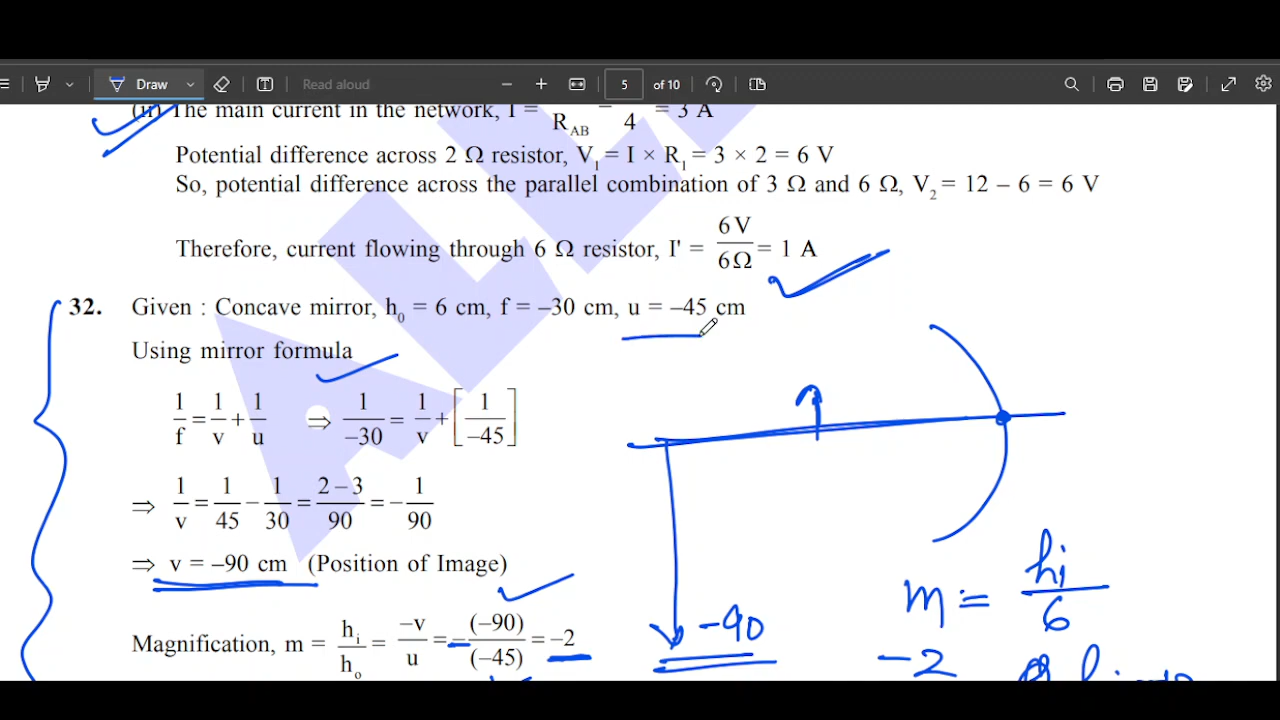 Draw
Read aloud
5 of 10
(ii) The main current in the network, I = — / R_AB = — / 4 = 3 A
Potential difference across 2 Ω resistor, V₁ = I × R₁ = 3 × 2 = 6 V
So, potential difference across the parallel combination of 3 Ω and 6 Ω, V₂ = 12 – 6 = 6 V
Therefore, current flowing through 6 Ω resistor, I' = 6V / 6Ω = 1 A
32. Given : Concave mirror, h₀ = 6 cm, f = –30 cm, u = –45 cm
Using mirror formula
1/f = 1/v + 1/u ⇒ 1/–30 = 1/v + [1/–45]
⇒ 1/v = 1/45 – 1/30 = 2–3/90 = – 1/90
⇒ v = –90 cm (Position of Image)
Magnification, m = hᵢ/h₀ = –v/u = – (–90)/(–45) = –2
-90
m = hi/6
-2
ALLE